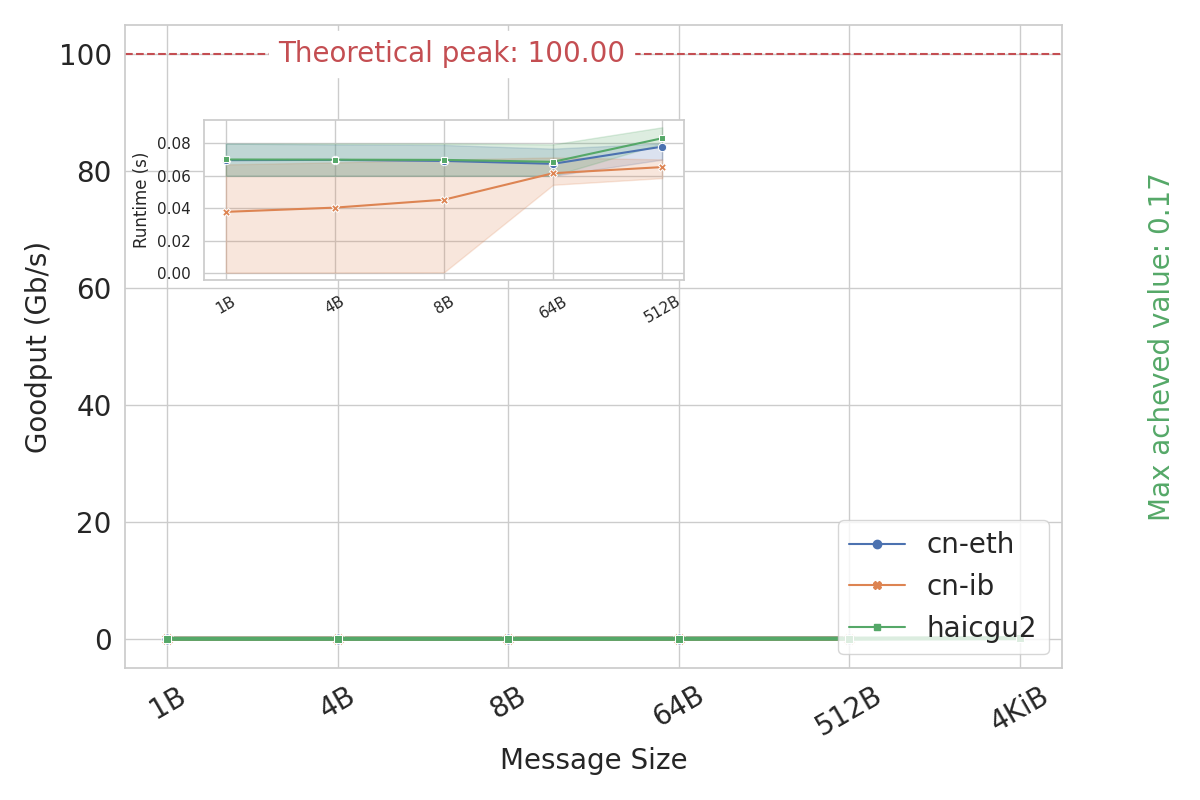 Theoretical peak: 100.00
Goodput (Gb/s)
100
80
60
40
20
0
Runtime (s)
0.08
0.06
0.04
0.02
0.00
1B
4B
8B
64B
512B
cn-eth
cn-ib
haicgu2
1B
4B
8B
64B
512B
4KiB
Message Size
Max acheved value: 0.17